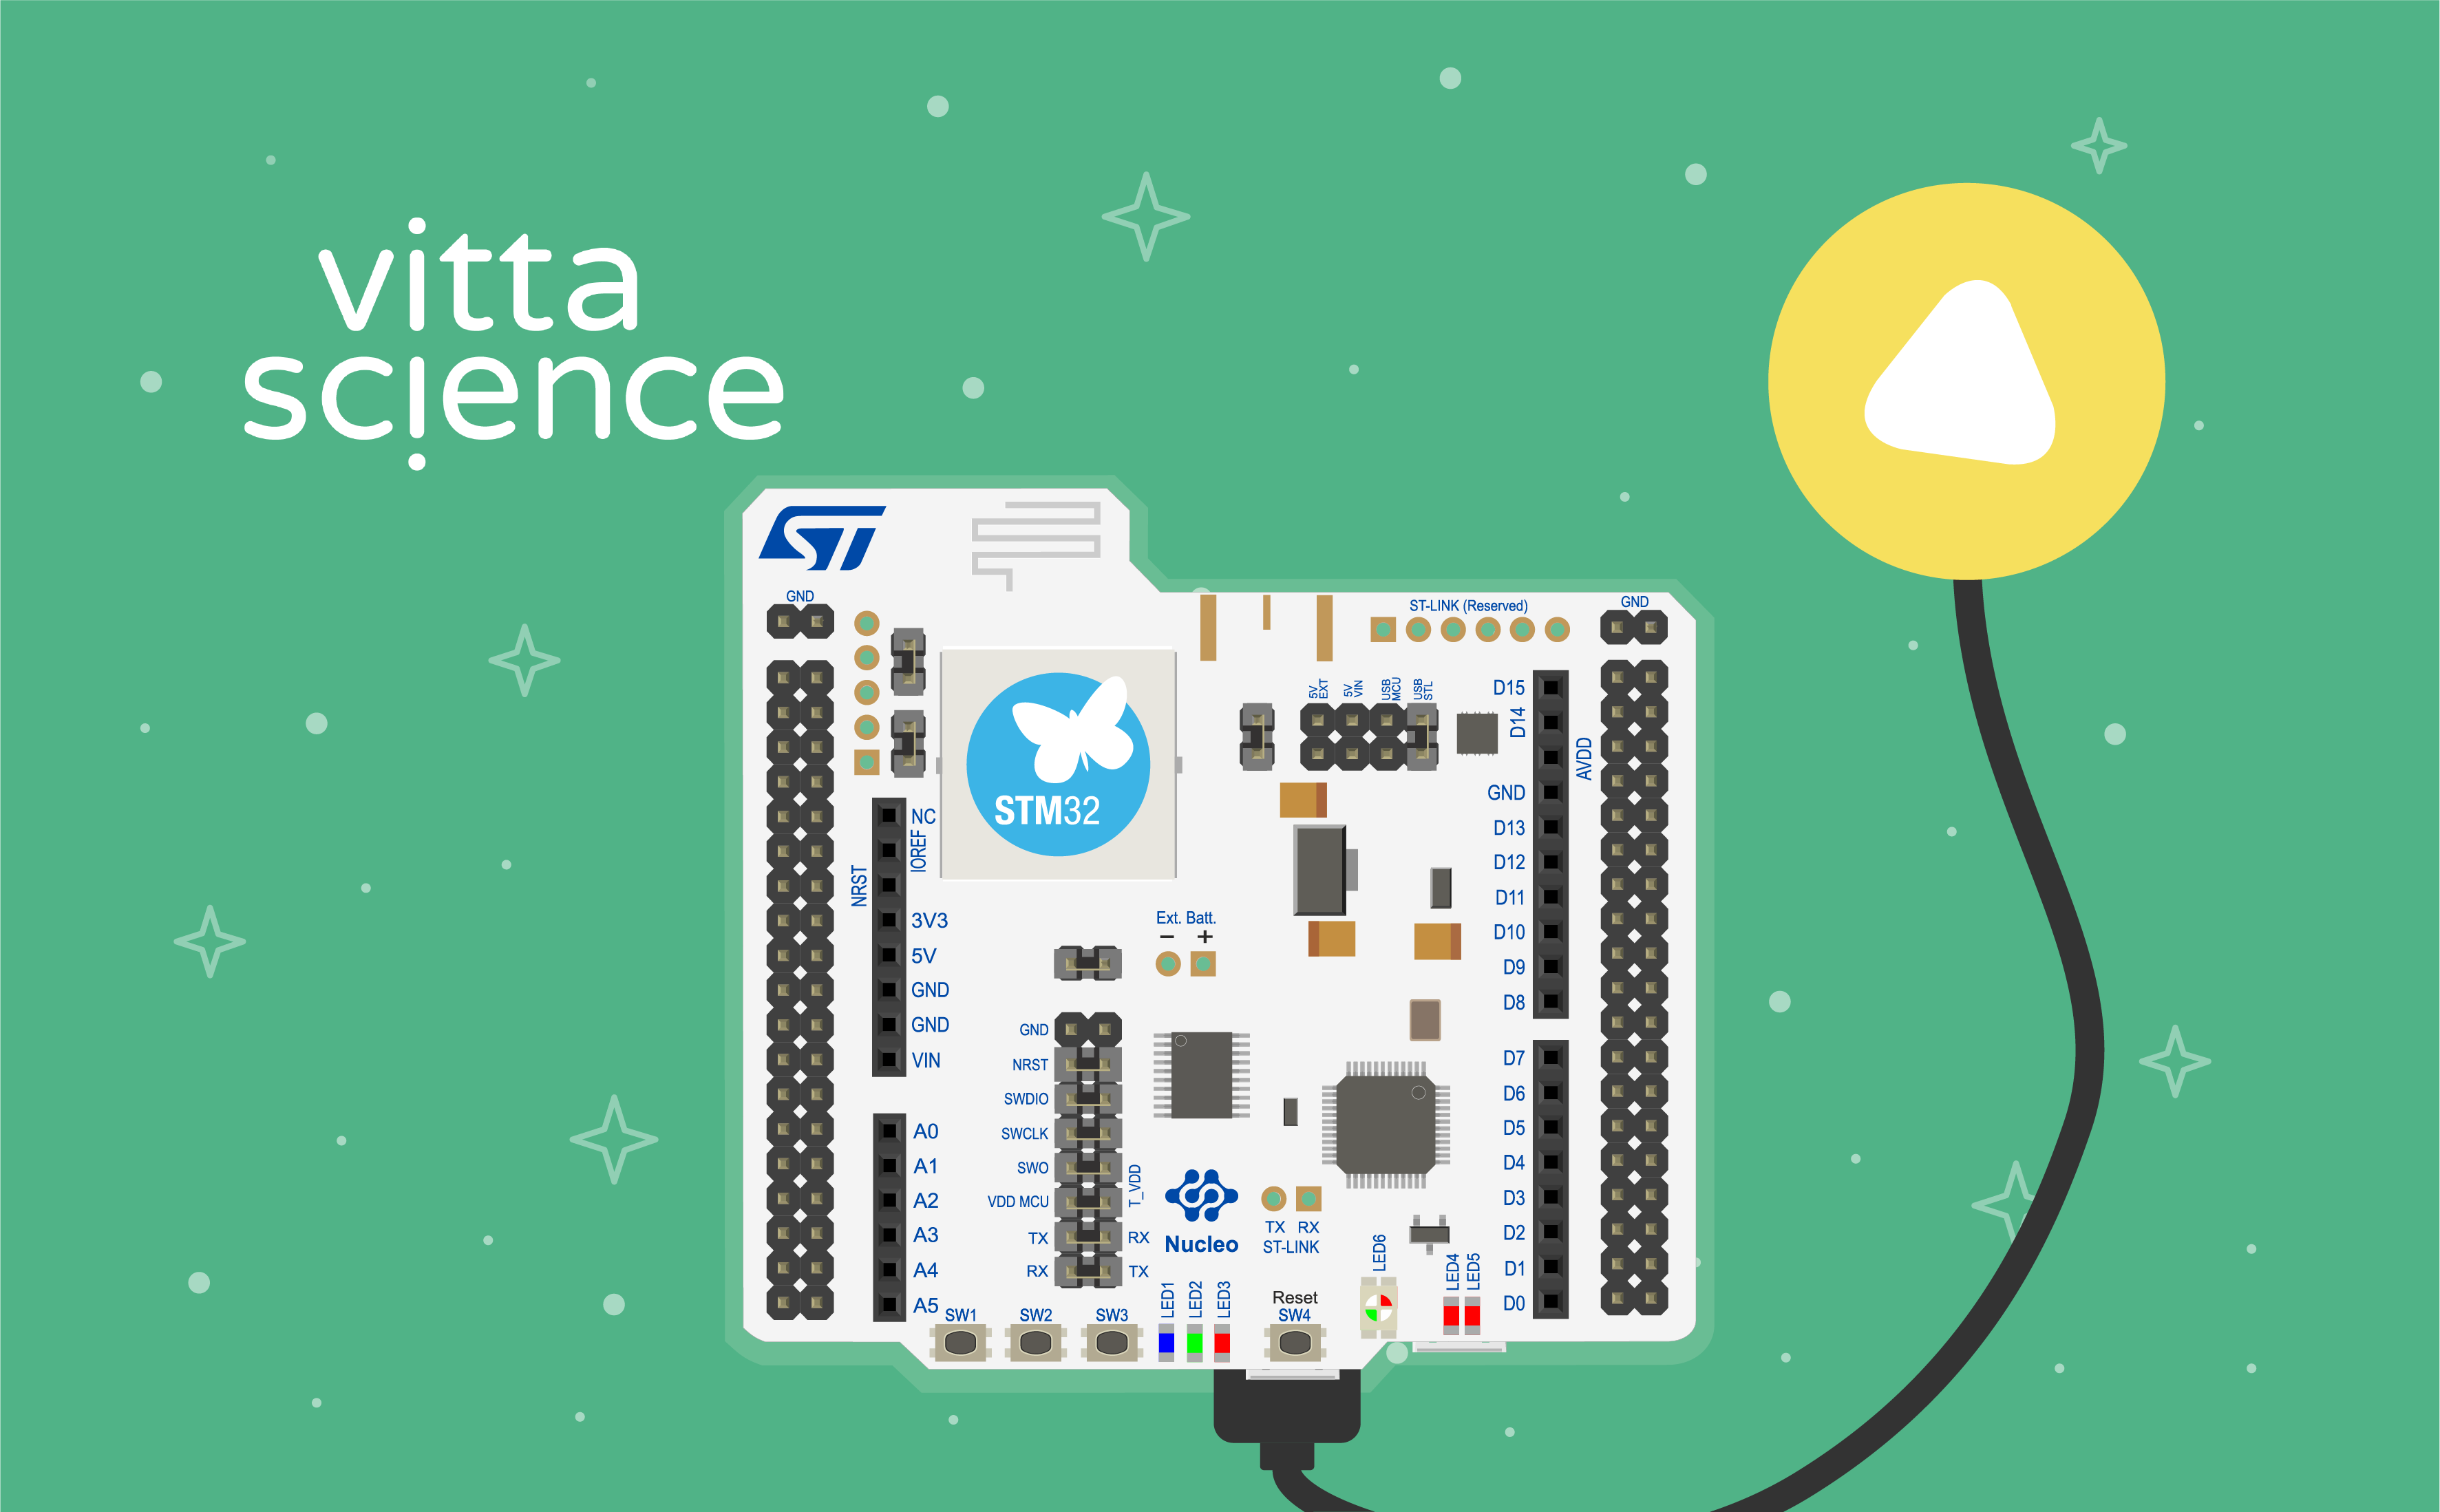 vitta
science
ST
GND
ST-LINK (Reserved)
GND
5V
EXT
5V
VIN
USB
MCU
USB
STL
D15
D14
AVDD
GND
D13
D12
D11
D10
D9
D8
STM32
NC
IOREF
NRST
3V3
5V
GND
GND
VIN
Ext. Batt.
− +
GND
NRST
SWDIO
SWCLK
SWO
VDD MCU
T_VDD
TX RX
RX TX
A0
A1
A2
A3
A4
A5
Nucleo
TX RX
ST-LINK
D7
D6
D5
D4
D3
D2
D1
D0
SW1
SW2
SW3
LED1
LED2
LED3
Reset
SW4
LED6
LED4
LED5